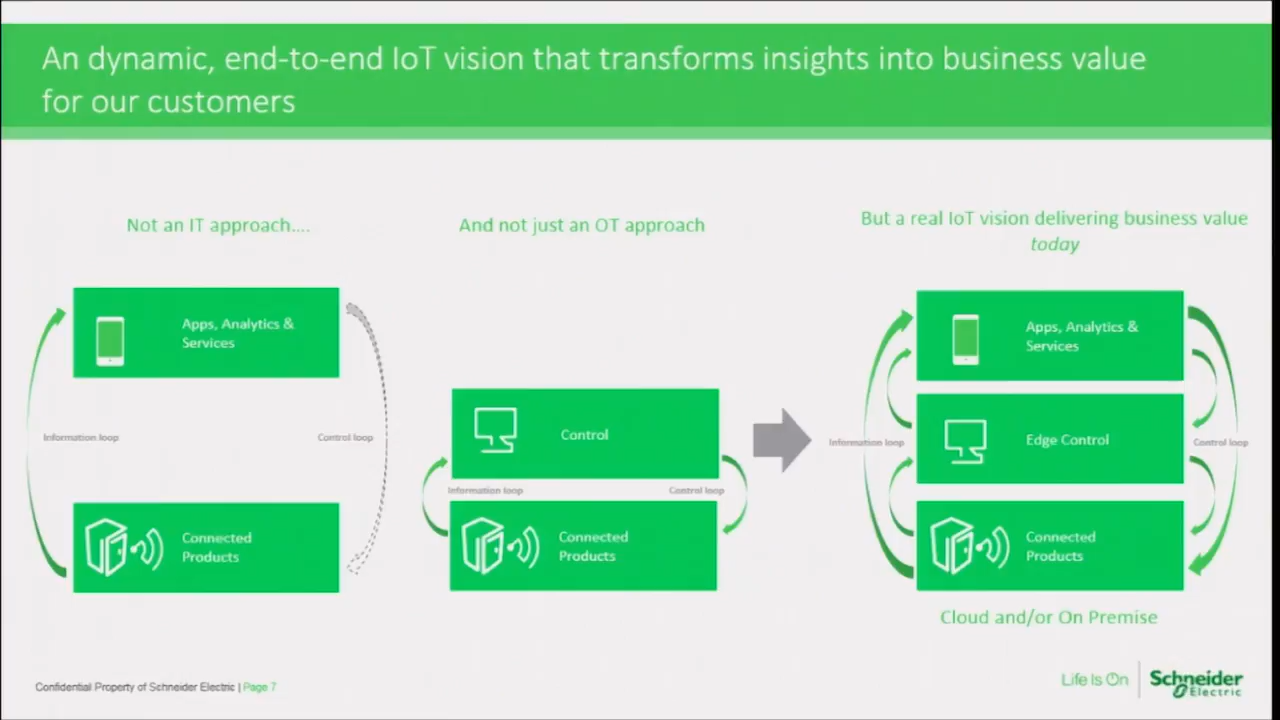 An dynamic, end-to-end IoT vision that transforms insights into business value
for our customers
Not an IT approach....
Apps, Analytics &
Services
Information loop
Control loop
Connected
Products
And not just an OT approach
Control
Information loop
Control loop
Connected
Products
But a real IoT vision delivering business value
today
Apps, Analytics &
Services
Edge Control
Information loop
Control loop
Connected
Products
Cloud and/or On Premise
Confidential Property of Schneider Electric | Page 7
Life Is On
Schneider
Electric